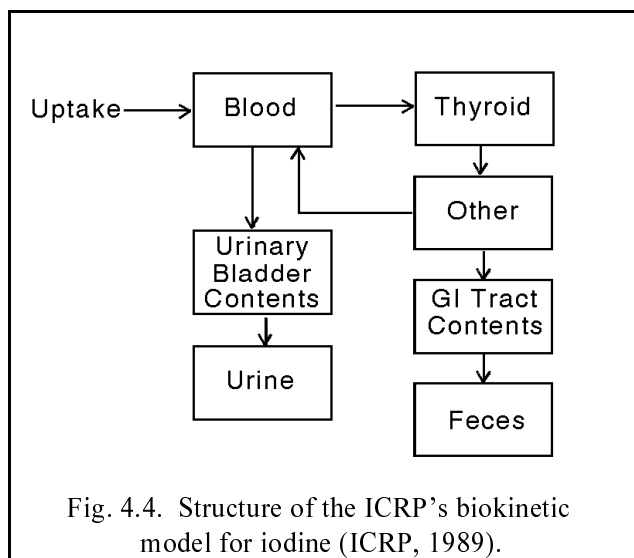 Uptake
Blood
Thyroid
Other
Urinary
Bladder
Contents
GI Tract
Contents
Urine
Feces
Fig. 4.4. Structure of the ICRP's biokinetic
model for iodine (ICRP, 1989).